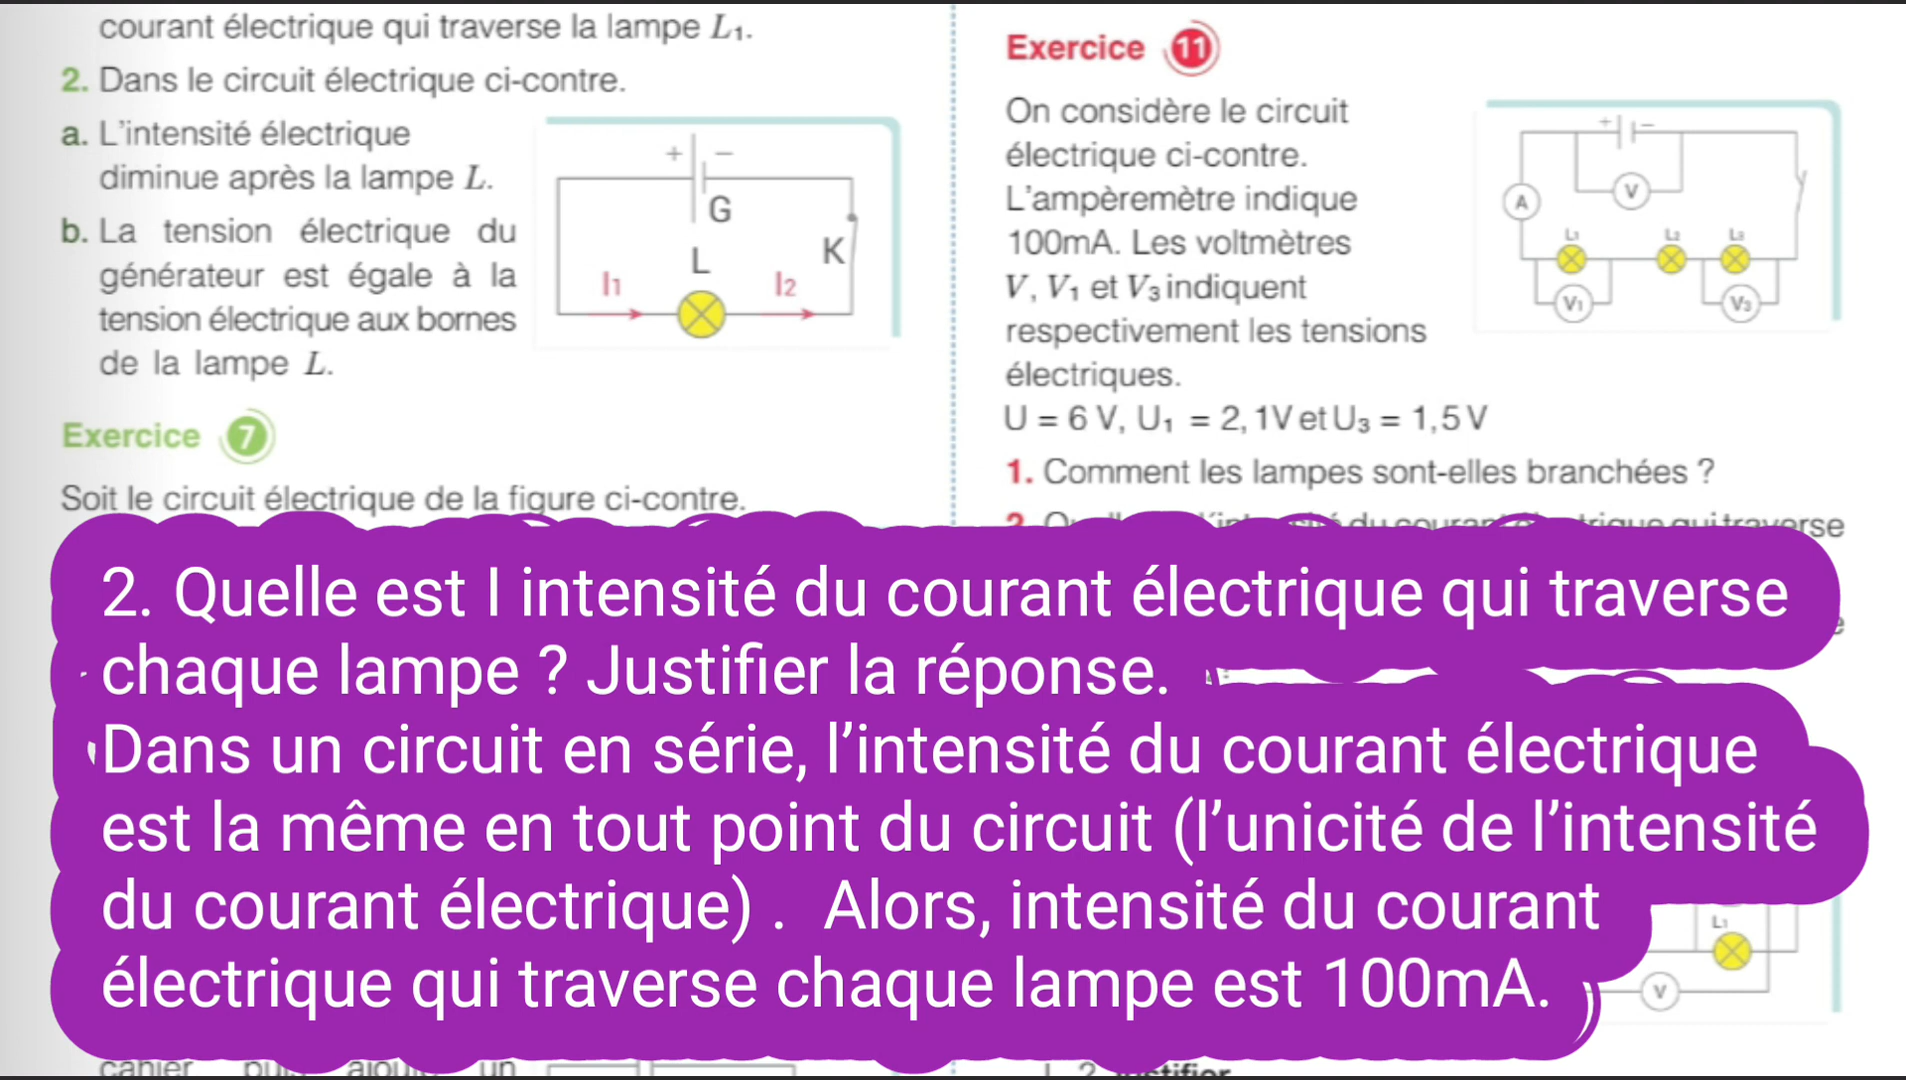 courant électrique qui traverse la lampe L₁.
2. Dans le circuit électrique ci-contre.
a. L'intensité électrique
diminue après la lampe L.
b. La tension électrique du
générateur est égale à la
tension électrique aux bornes
de la lampe L.
+ −
G
L
K
I₁
I₂
Exercice 7
Soit le circuit électrique de la figure ci-contre.
Exercice 11
On considère le circuit
électrique ci-contre.
L'ampèremètre indique
100mA. Les voltmètres
V, V₁ et V₃ indiquent
respectivement les tensions
électriques.
U = 6 V, U₁ = 2, 1V et U₃ = 1,5 V
+ −
V
A
L₁ L₂ L₃
V₁ V₃
1. Comment les lampes sont-elles branchées ?
2. Quelle est I intensité du courant électrique qui traverse
chaque lampe ? Justifier la réponse.
Dans un circuit en série, l’intensité du courant électrique
est la même en tout point du circuit (l’unicité de l’intensité
du courant électrique) . Alors, intensité du courant
électrique qui traverse chaque lampe est 100mA.
L₁
V